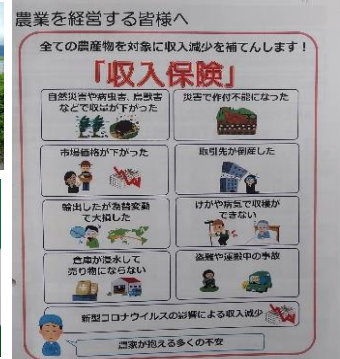 農業を経営する皆様へ
全ての農産物を対象に収入減少を補てんします！
「収入保険」
自然災害や病虫害、鳥獣害
などで収量が下がった
災害で作付不能になった
市場価格が下がった
取引先が倒産した
輸出したが為替変動
で大損した
けがや病気で収穫が
できない
倉庫が浸水して
売り物にならない
盗難や運搬中の事故
新型コロナウイルスの影響による収入減少
農家が抱える多くの不安